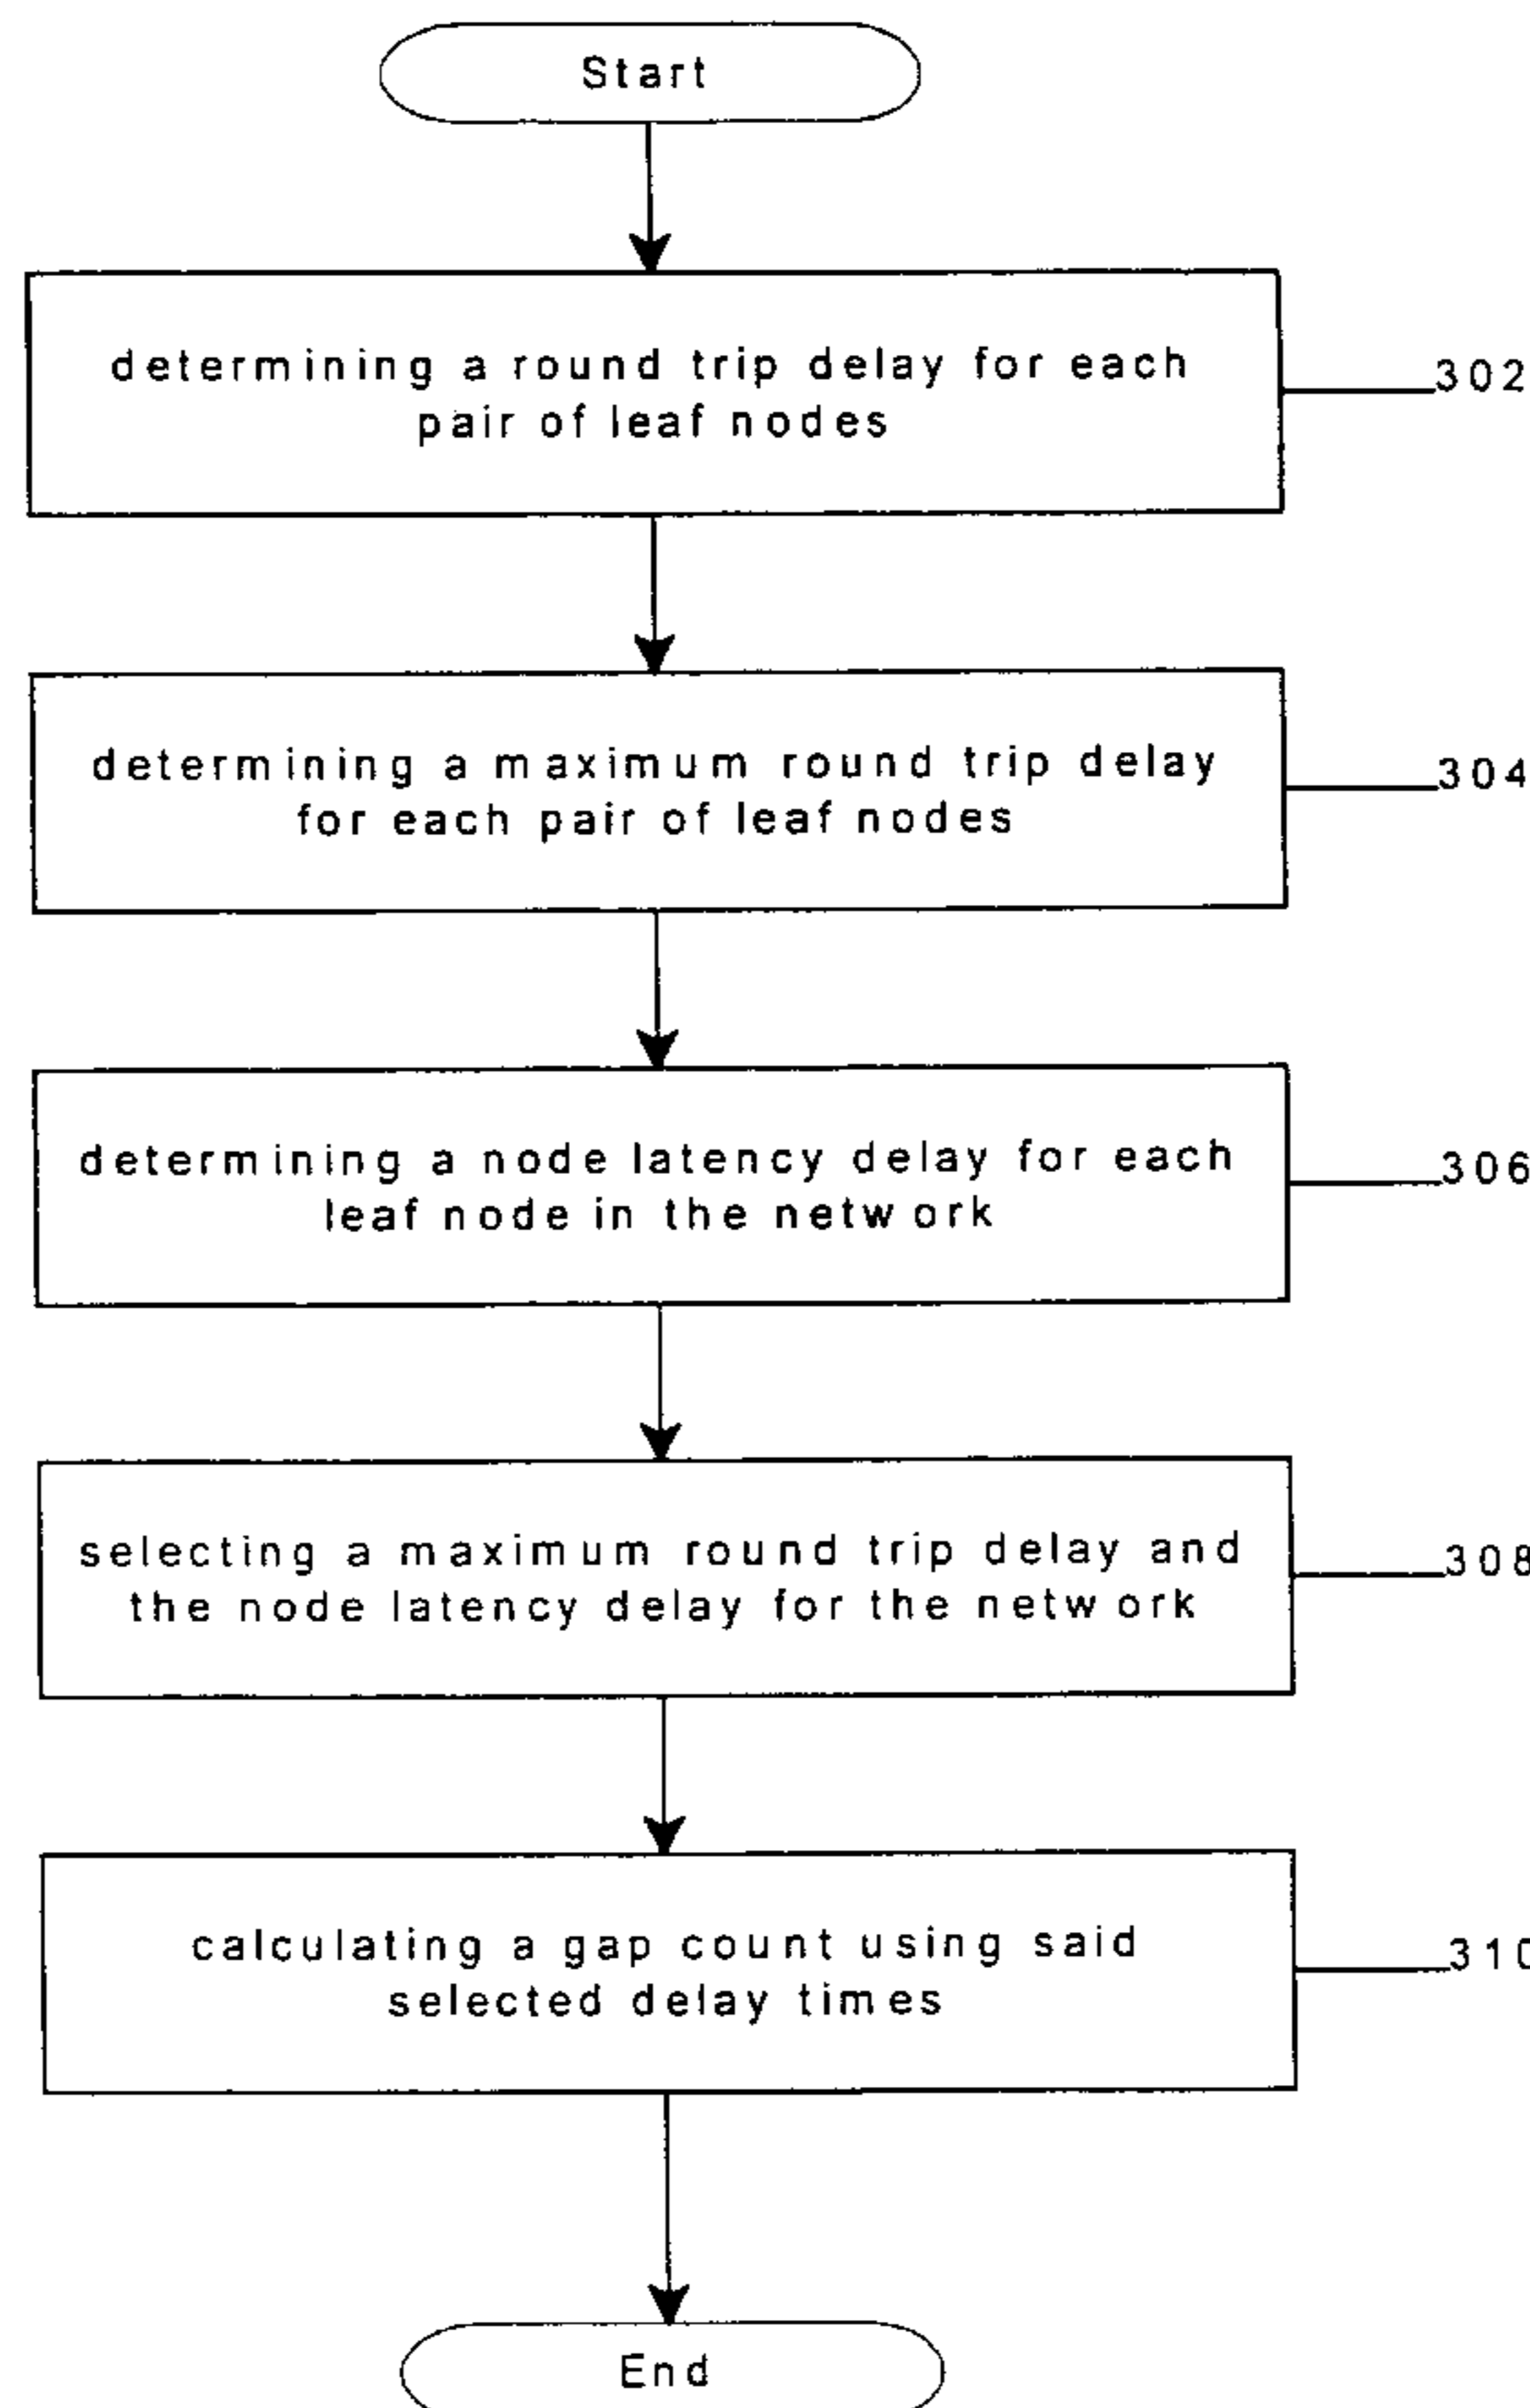 Start
determining a round trip delay for each
pair of leaf nodes
302
determining a maximum round trip delay
for each pair of leaf nodes
304
determining a node latency delay for each
leaf node in the network
306
selecting a maximum round trip delay and
the node latency delay for the network
308
calculating a gap count using said
selected delay times
310
End